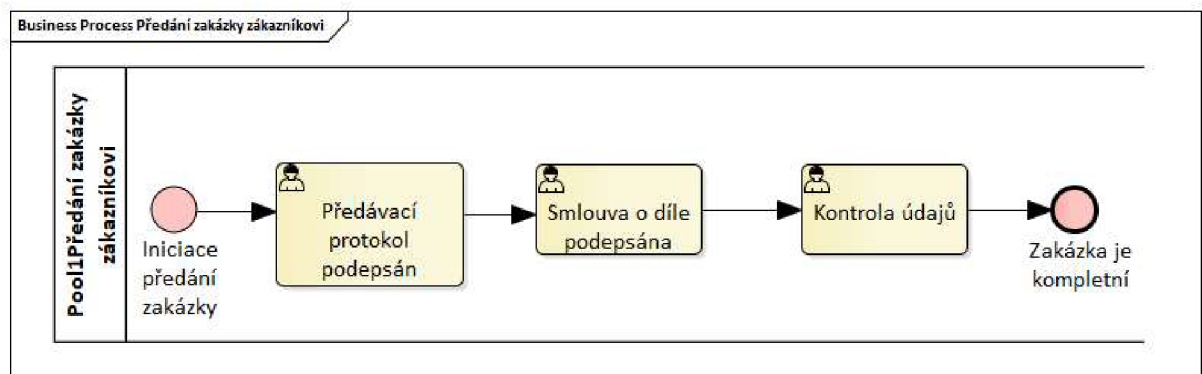 Business Process Předání zakázky zákazníkovi
Pool1Předání zakázky
zákazníkovi
Iniciace
předání
zakázky
Předávací
protokol
podepsán
Smlouva o díle
podepsána
Kontrola údajů
Zakázka je
kompletní